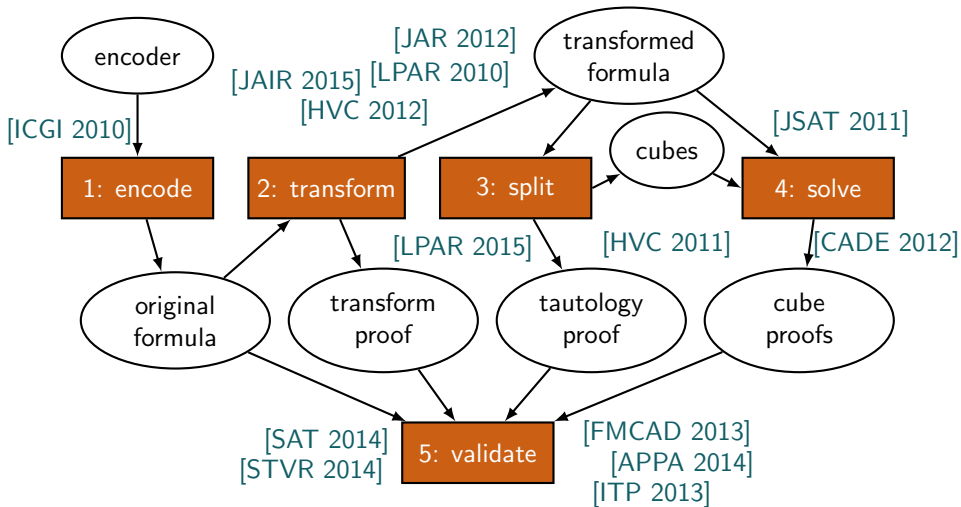 encoder
[JAR 2012]
transformed
formula
[JAIR 2015]
[LPAR 2010]
[HVC 2012]
[ICGI 2010]
[JSAT 2011]
cubes
1: encode
2: transform
3: split
4: solve
[LPAR 2015]
[HVC 2011]
[CADE 2012]
original
formula
transform
proof
tautology
proof
cube
proofs
[SAT 2014]
[STVR 2014]
5: validate
[FMCAD 2013]
[APPA 2014]
[ITP 2013]